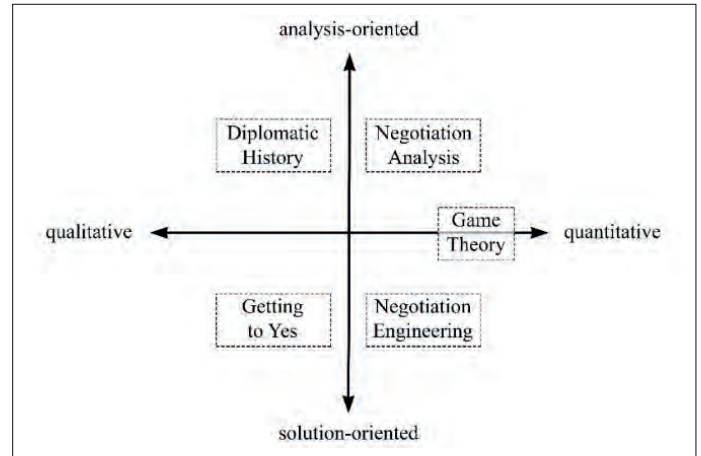 analysis-oriented
Diplomatic
History
Negotiation
Analysis
qualitative
Game
Theory
quantitative
Getting
to Yes
Negotiation
Engineering
solution-oriented